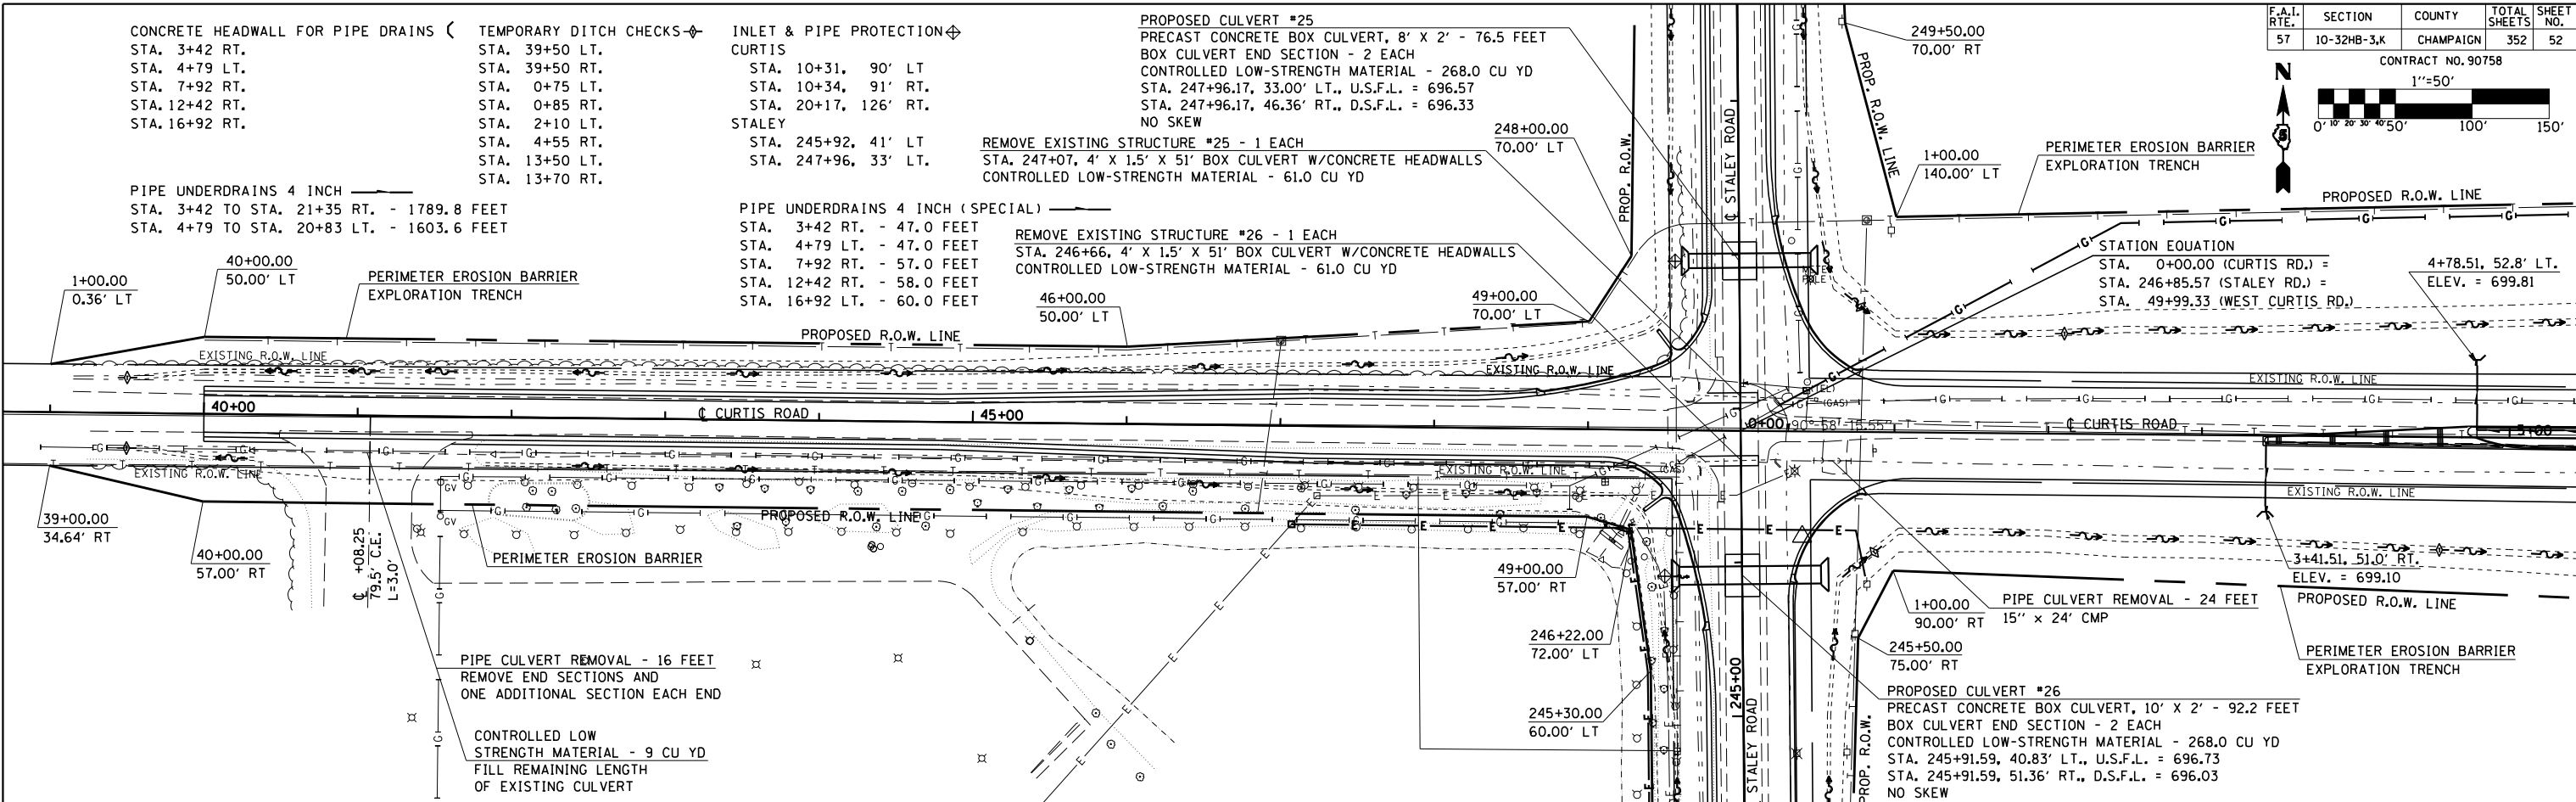 CONCRETE HEADWALL FOR PIPE DRAINS
STA. 3+42 RT.
STA. 4+79 LT.
STA. 7+92 RT.
STA. 12+42 RT.
STA. 16+92 RT.
TEMPORARY DITCH CHECKS
STA. 39+50 LT.
STA. 39+50 RT.
STA. 0+75 LT.
STA. 0+85 RT.
STA. 2+10 LT.
STA. 4+55 RT.
STA. 13+50 LT.
STA. 13+70 RT.
INLET & PIPE PROTECTION
CURTIS
STA. 10+31, 90' LT
STA. 10+34, 91' RT.
STA. 20+17, 126' RT.
STALEY
STA. 245+92, 41' LT
STA. 247+96, 33' LT.
PIPE UNDERDRAINS 4 INCH
STA. 3+42 TO STA. 21+35 RT. - 1789.8 FEET
STA. 4+79 TO STA. 20+83 LT. - 1603.6 FEET
PIPE UNDERDRAINS 4 INCH (SPECIAL)
STA. 3+42 RT. - 47.0 FEET
STA. 4+79 LT. - 47.0 FEET
STA. 7+92 RT. - 57.0 FEET
STA. 12+42 RT. - 58.0 FEET
STA. 16+92 LT. - 60.0 FEET
PROPOSED CULVERT #25
PRECAST CONCRETE BOX CULVERT, 8' X 2' - 76.5 FEET
BOX CULVERT END SECTION - 2 EACH
CONTROLLED LOW-STRENGTH MATERIAL - 268.0 CU YD
STA. 247+96.17, 33.00' LT., U.S.F.L. = 696.57
STA. 247+96.17, 46.36' RT., D.S.F.L. = 696.33
NO SKEW
REMOVE EXISTING STRUCTURE #25 - 1 EACH
STA. 247+07, 4' X 1.5' X 51' BOX CULVERT W/CONCRETE HEADWALLS
CONTROLLED LOW-STRENGTH MATERIAL - 61.0 CU YD
REMOVE EXISTING STRUCTURE #26 - 1 EACH
STA. 246+66, 4' X 1.5' X 51' BOX CULVERT W/CONCRETE HEADWALLS
CONTROLLED LOW-STRENGTH MATERIAL - 61.0 CU YD
F.A.I. RTE. SECTION COUNTY TOTAL SHEETS SHEET NO.
57 10-32HB-3,K CHAMPAIGN 352 52
CONTRACT NO. 90758
N
1"=50'
0' 10' 20' 30' 40' 50' 100' 150'
249+50.00
70.00' RT
248+00.00
70.00' LT
PROP. R.O.W.
PROP. R.O.W. LINE
℄ STALEY ROAD
1+00.00
140.00' LT
PERIMETER EROSION BARRIER
EXPLORATION TRENCH
PROPOSED R.O.W. LINE
STATION EQUATION
STA. 0+00.00 (CURTIS RD.) =
STA. 246+85.57 (STALEY RD.) =
STA. 49+99.33 (WEST CURTIS RD.)
4+78.51, 52.8' LT.
ELEV. = 699.81
1+00.00
0.36' LT
40+00.00
50.00' LT
PERIMETER EROSION BARRIER
EXPLORATION TRENCH
46+00.00
50.00' LT
49+00.00
70.00' LT
PROPOSED R.O.W. LINE
EXISTING R.O.W. LINE
EXISTING R.O.W. LINE
EXISTING R.O.W. LINE
40+00
℄ CURTIS ROAD
45+00
0+00
90°-58'-15.55"
℄ CURTIS ROAD
5+00
(EL)
(GAS)
(GAS)
EXISTING R.O.W. LINE
EXISTING R.O.W. LINE
EXISTING R.O.W. LINE
GV
GV
PROPOSED R.O.W. LINE
39+00.00
34.64' RT
40+00.00
57.00' RT
℄ +08.25
79.5' C.E.
L=3.0'
PERIMETER EROSION BARRIER
49+00.00
57.00' RT
246+22.00
72.00' LT
245+30.00
60.00' LT
245+00
STALEY ROAD
PROP. R.O.W.
1+00.00
90.00' RT
245+50.00
75.00' RT
PIPE CULVERT REMOVAL - 24 FEET
15" x 24' CMP
3+41.51, 51.0' RT.
ELEV. = 699.10
PROPOSED R.O.W. LINE
PERIMETER EROSION BARRIER
EXPLORATION TRENCH
PIPE CULVERT REMOVAL - 16 FEET
REMOVE END SECTIONS AND
ONE ADDITIONAL SECTION EACH END
CONTROLLED LOW
STRENGTH MATERIAL - 9 CU YD
FILL REMAINING LENGTH
OF EXISTING CULVERT
PROPOSED CULVERT #26
PRECAST CONCRETE BOX CULVERT, 10' X 2' - 92.2 FEET
BOX CULVERT END SECTION - 2 EACH
CONTROLLED LOW-STRENGTH MATERIAL - 268.0 CU YD
STA. 245+91.59, 40.83' LT., U.S.F.L. = 696.73
STA. 245+91.59, 51.36' RT., D.S.F.L. = 696.03
NO SKEW